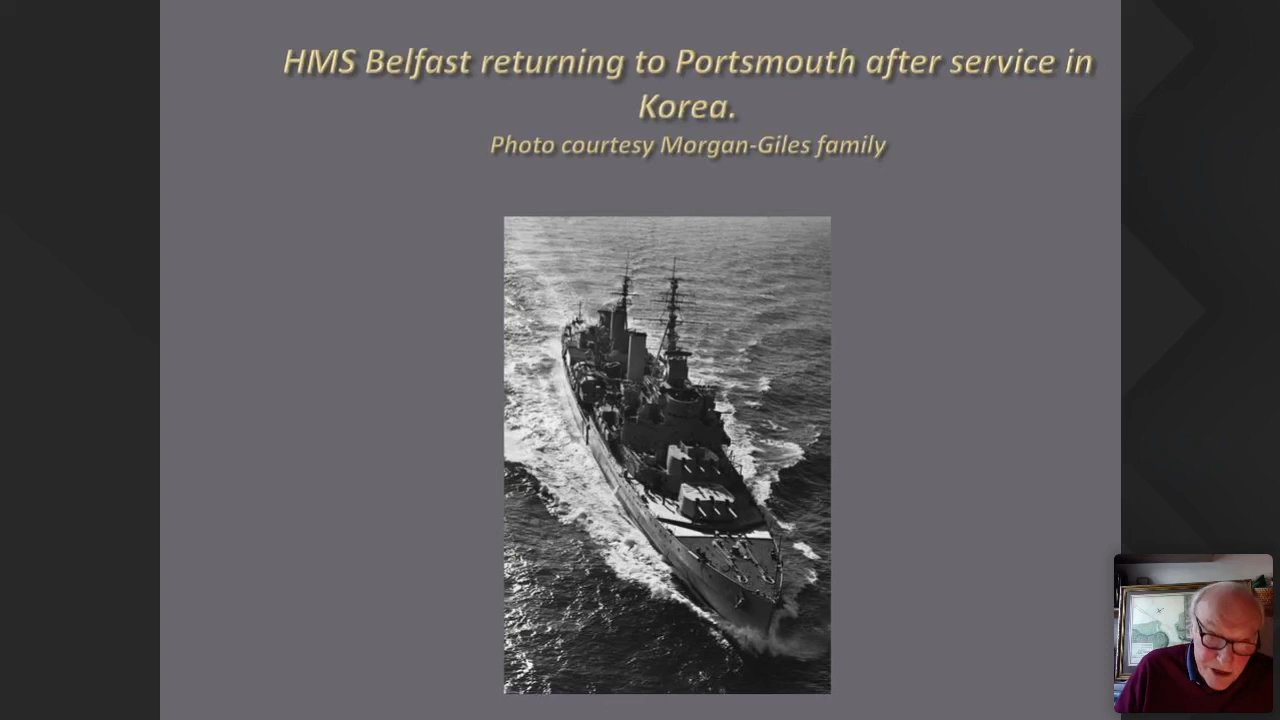 HMS Belfast returning to Portsmouth after service in
Korea.
Photo courtesy Morgan-Giles family